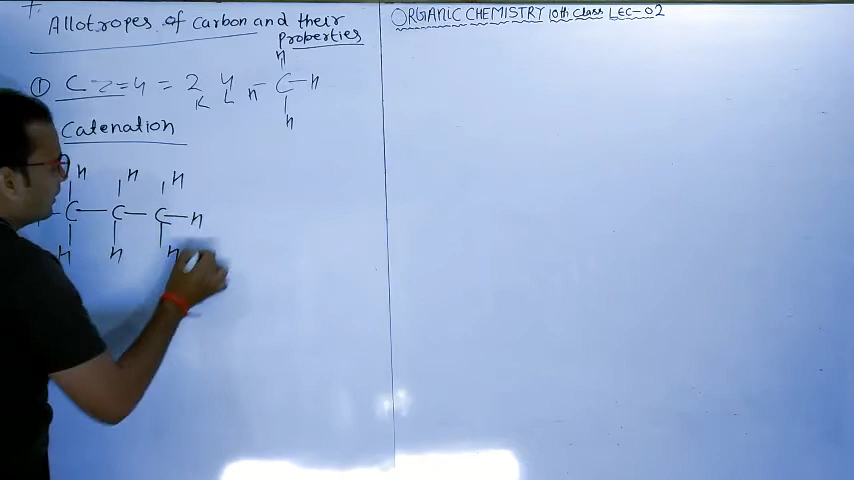 Allotropes of Carbon and their
Properties
① C Z = 4 = 2 4
K L
H
H – C – H
H
Catenation
H H H
C – C – C – H
H H H
ORGANIC CHEMISTRY 10th Class LEC-02